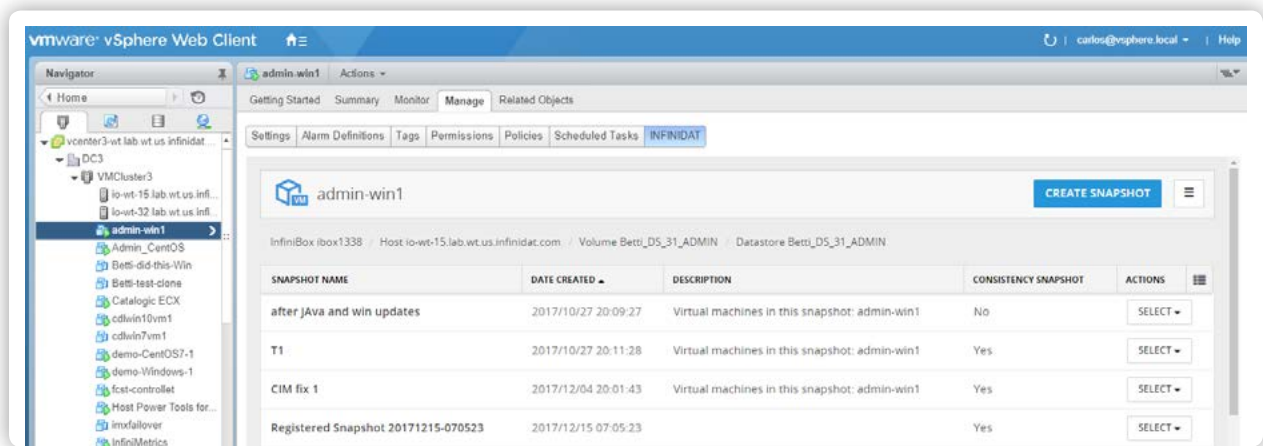 vmware® vSphere Web Client
carlos@vsphere.local
Help
Navigator
Home
vcenter3-wt.lab.wt.us.infinidat...
DC3
VMCluster3
io-wt-15.lab.wt.us.infi...
io-wt-32.lab.wt.us.infi...
admin-win1
Admin_CentOS
Betti-did-this-Win
Betti-test-clone
Catalogic ECX
cdlwin10vm1
cdlwin7vm1
demo-CentOS7-1
demo-Windows-1
fcst-controllet
Host Power Tools for...
imxfailover
InfiniMetrics
admin-win1 Actions
Getting Started Summary Monitor Manage Related Objects
Settings Alarm Definitions Tags Permissions Policies Scheduled Tasks INFINIDAT
VM admin-win1 CREATE SNAPSHOT
InfiniBox ibox1338 / Host io-wt-15.lab.wt.us.infinidat.com / Volume Betti_DS_31_ADMIN / Datastore Betti_DS_31_ADMIN
SNAPSHOT NAME DATE CREATED DESCRIPTION CONSISTENCY SNAPSHOT ACTIONS
after JAva and win updates 2017/10/27 20:09:27 Virtual machines in this snapshot: admin-win1 No SELECT
T1 2017/10/27 20:11:28 Virtual machines in this snapshot: admin-win1 Yes SELECT
CIM fix 1 2017/12/04 20:01:43 Virtual machines in this snapshot: admin-win1 Yes SELECT
Registered Snapshot 20171215-070523 2017/12/15 07:05:23 Yes SELECT